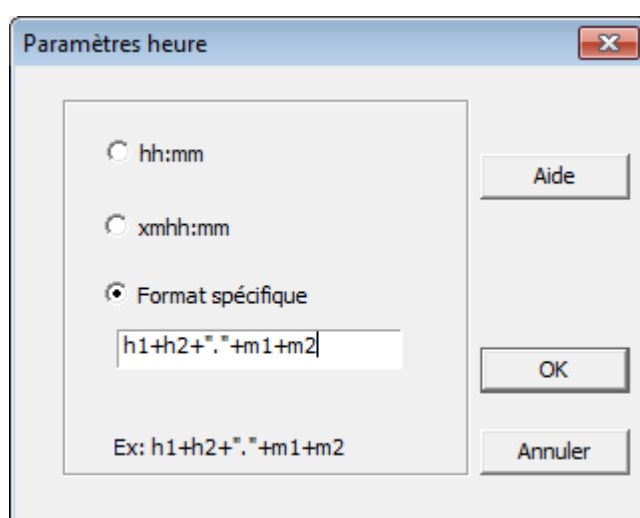 Paramètres heure
hh:mm
Aide
xmhh:mm
Format spécifique
h1+h2+"."+m1+m2
OK
Ex: h1+h2+"."+m1+m2
Annuler